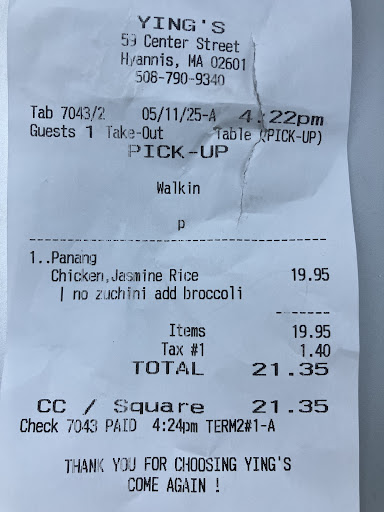 YING'S
59 Center Street
Hyannis, MA 02601
508-790-9340
Tab 7043/2 05/11/25-A 4:22pm
Guests 1 Take-Out Table (PICK-UP)
PICK-UP
Walkin
p
1..Panang
Chicken,Jasmine Rice 19.95
| no zuchini add broccoli
Items 19.95
Tax #1 1.40
TOTAL 21.35
CC / Square 21.35
Check 7043 PAID 4:24pm TERM2#1-A
THANK YOU FOR CHOOSING YING'S
COME AGAIN !